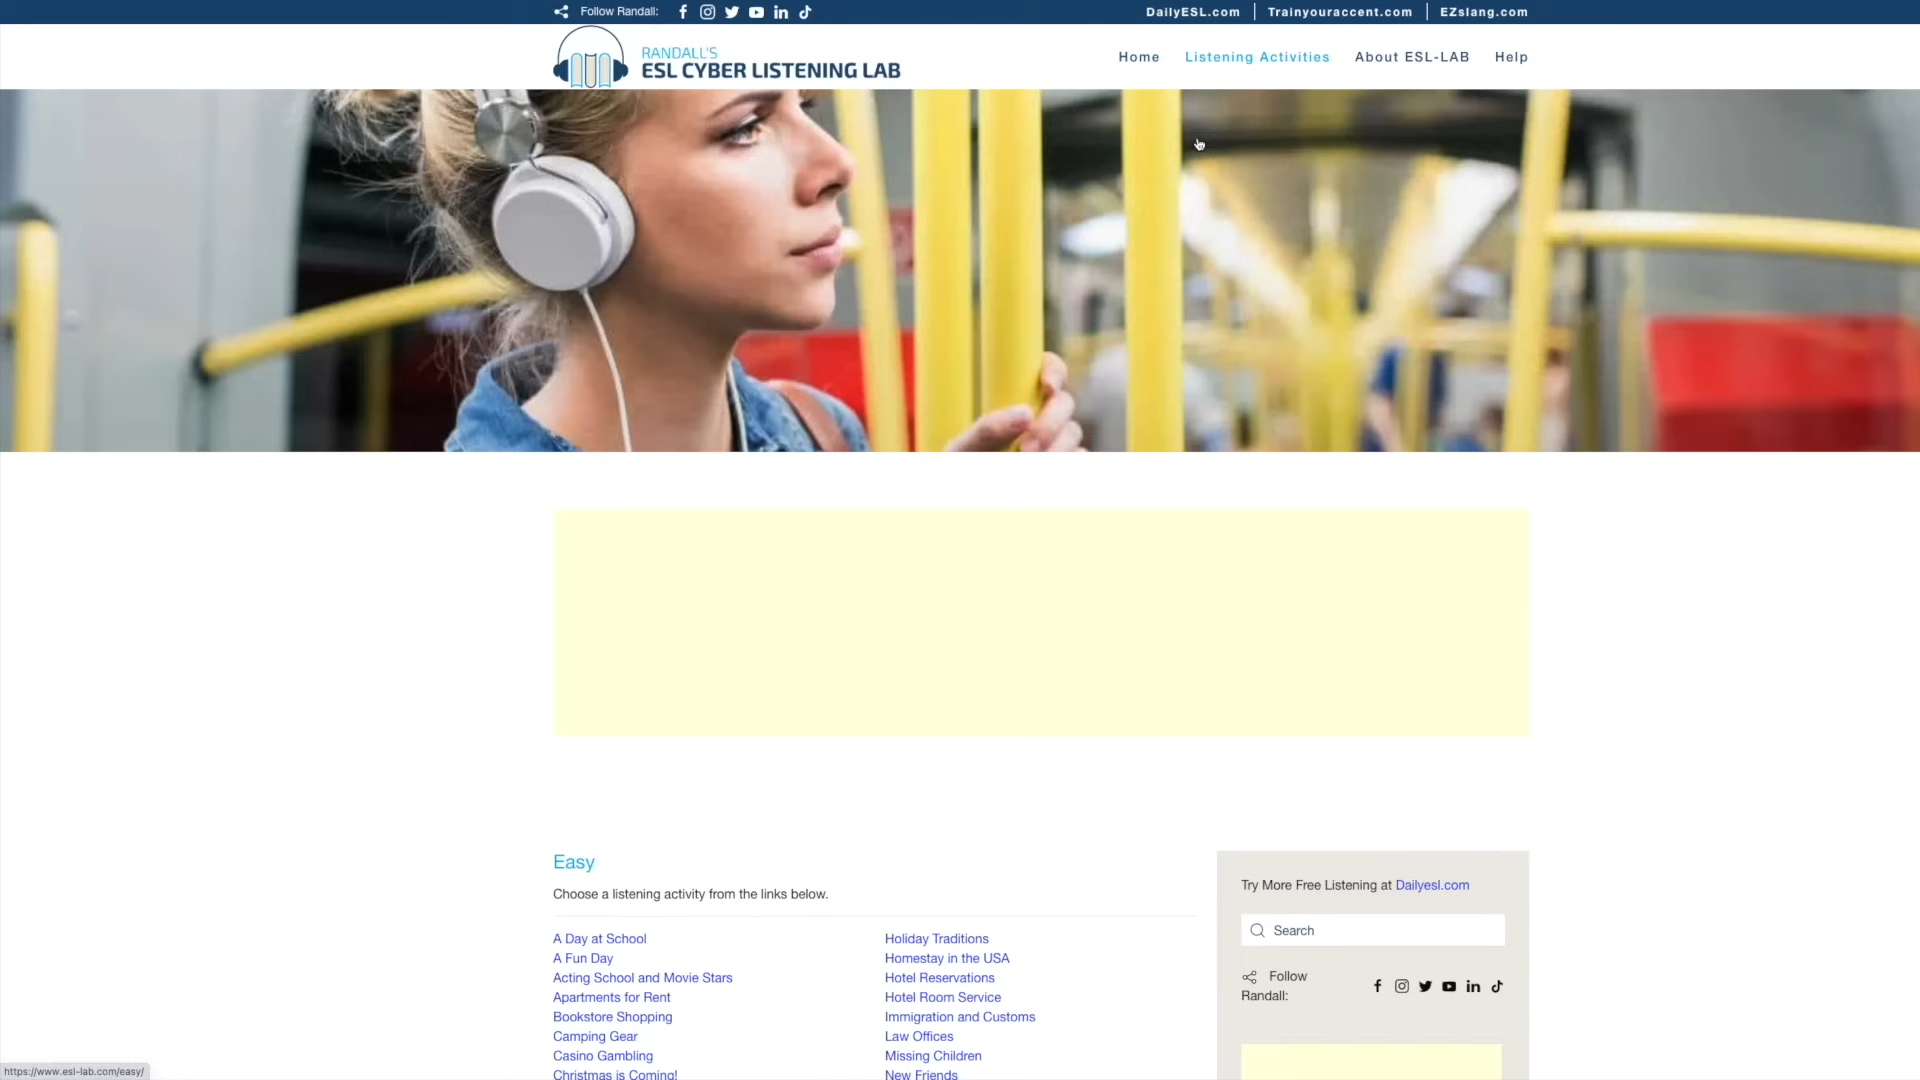 Follow Randall:
DailyESL.com
Trainyouraccent.com
EZslang.com
RANDALL'S
ESL CYBER LISTENING LAB
Home
Listening Activities
About ESL-LAB
Help
Easy
Choose a listening activity from the links below.
A Day at School
A Fun Day
Acting School and Movie Stars
Apartments for Rent
Bookstore Shopping
Camping Gear
Casino Gambling
Christmas is Coming!
Holiday Traditions
Homestay in the USA
Hotel Reservations
Hotel Room Service
Immigration and Customs
Law Offices
Missing Children
New Friends
Try More Free Listening at Dailyesl.com
Search
Follow
Randall:
https://www.esl-lab.com/easy/